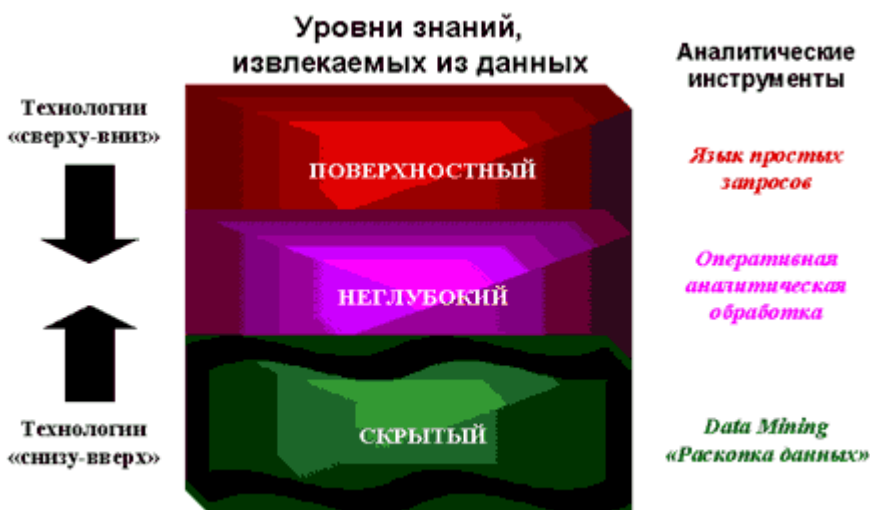 Уровни знаний,
извлекаемых из данных
Аналитические
инструменты
Технологии
«сверху-вниз»
ПОВЕРХНОСТНЫЙ
Язык простых
запросов
НЕГЛУБОКИЙ
Оперативная
аналитическая
обработка
Технологии
«снизу-вверх»
СКРЫТЫЙ
Data Mining
«Раскопка данных»